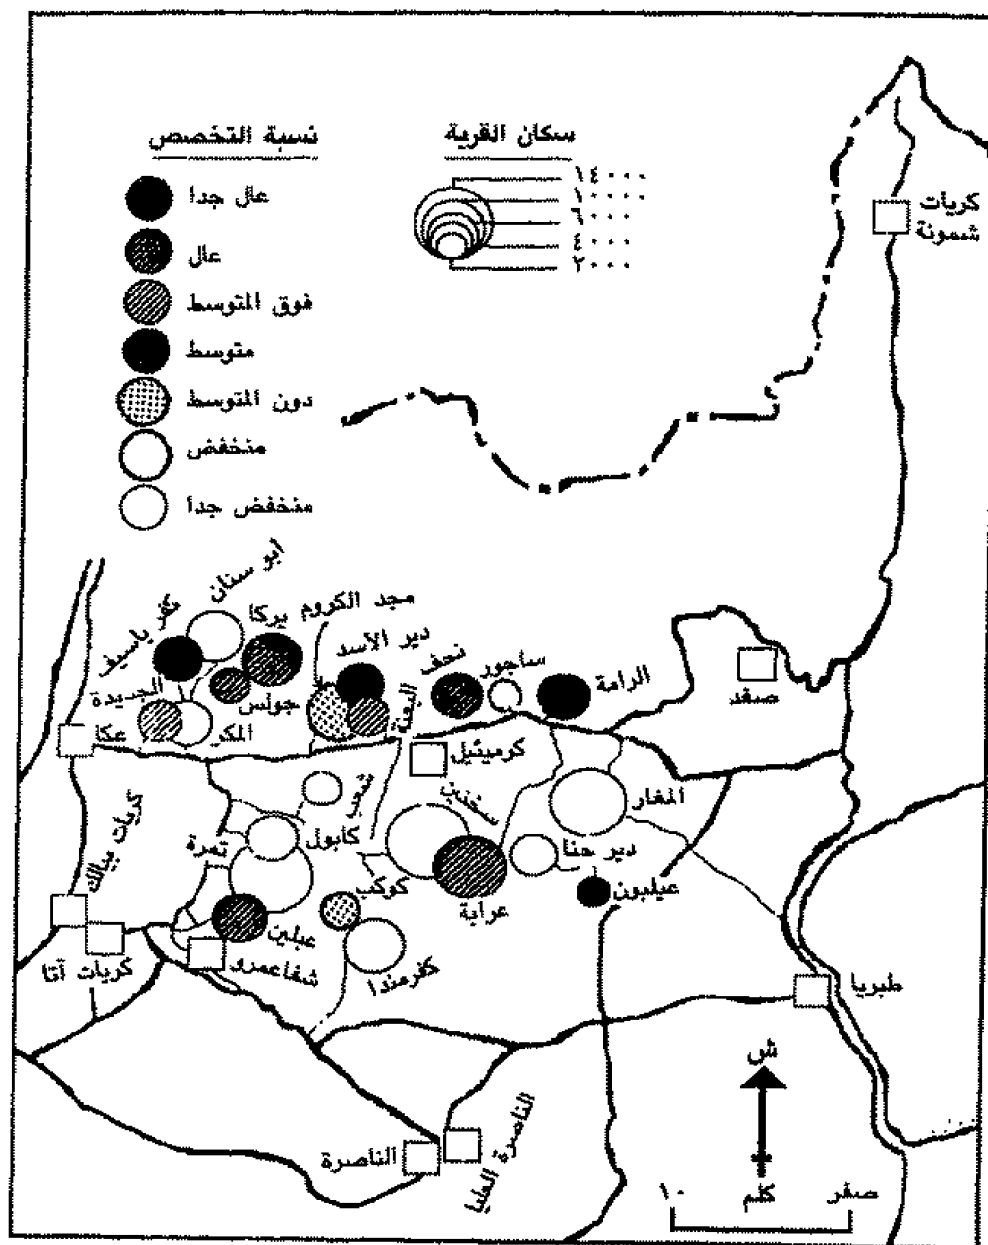 نسبة التخصص
عال جدا
عال
فوق المتوسط
متوسط
دون المتوسط
منخفض
منخفض جدا
سكان القرية
١٤٠٠٠
١٠٠٠٠
٦٠٠٠
٤٠٠٠
٢٠٠٠
كريات
شمونة
ابو سنان
كفر ياسيف
يركا
مجد الكروم
دير الأسد
نحف
ساجور
الرامة
صفد
الجديدة
جولس
البعنة
عكا
المكر
كرميئيل
شعب
سخنين
المغار
كريات بيالك
تمرة
كابول
دير حنا
كوكب
عيلبون
عرابة
عبلين
شفاعمرو
كفرمندا
كريات آتا
طبريا
ش
الناصرة
الناصرة العليا
١٠
كلم
صفر